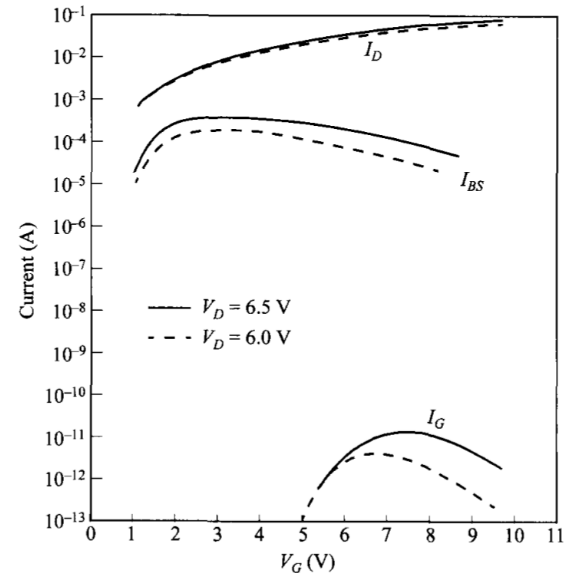 10⁻¹
10⁻²
10⁻³
10⁻⁴
10⁻⁵
10⁻⁶
10⁻⁷
10⁻⁸
10⁻⁹
10⁻¹⁰
10⁻¹¹
10⁻¹²
10⁻¹³
Current (A)
I_D
I_BS
V_D = 6.5 V
V_D = 6.0 V
I_G
0 1 2 3 4 5 6 7 8 9 10 11
V_G (V)